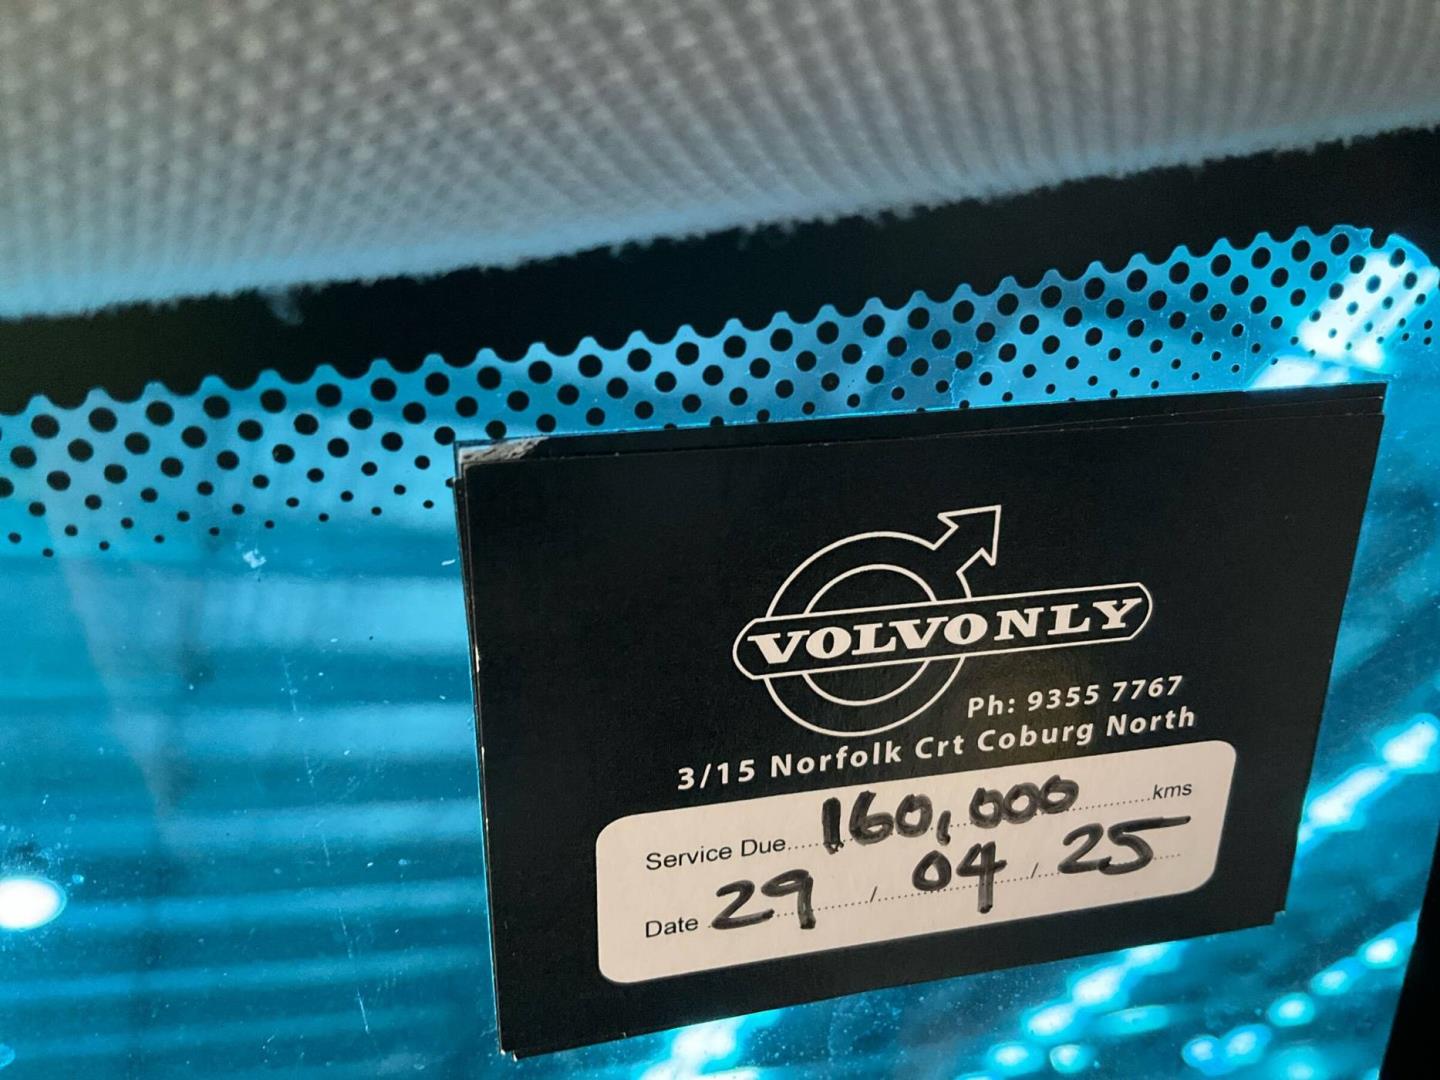 VOLVONLY
Ph: 9355 7767
3/15 Norfolk Crt Coburg North
Service Due 160,000 kms
Date 29 / 04 / 25